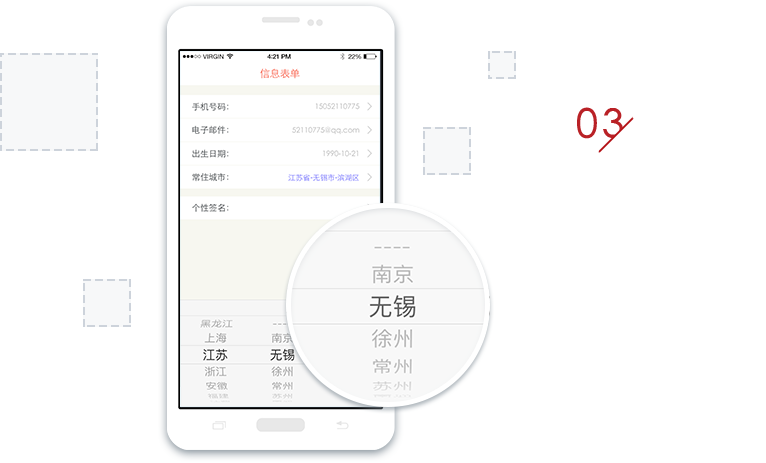 VIRGIN 4:21 PM 22%
信息表单
手机号码: 15052110775
电子邮件: 52110775@qq.com
出生日期: 1990-10-21
常住城市: 江苏省-无锡市-滨湖区
个性签名:
黑龙江 ----
上海 南京
江苏 无锡
浙江 徐州
安徽 常州
福建
----
南京
无锡
徐州
常州
苏州
03